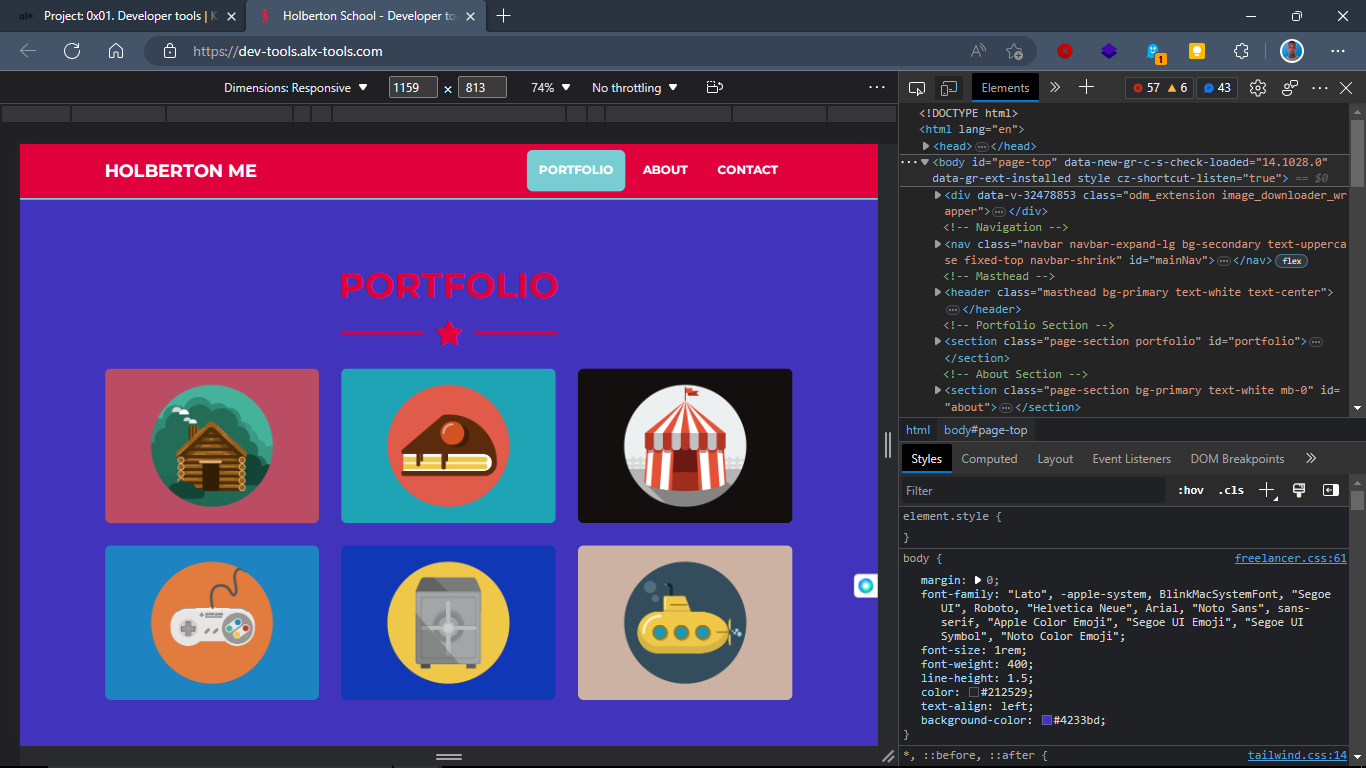 Project: 0x01. Developer tools |
Holberton School - Developer to
https://dev-tools.alx-tools.com
1
Dimensions: Responsive
1159 × 813
74%
No throttling
Elements
57 6
43
HOLBERTON ME
PORTFOLIO
ABOUT
CONTACT
PORTFOLIO
<!DOCTYPE html>
<html lang="en">
<head>…</head>
…<body id="page-top" data-new-gr-c-s-check-loaded="14.1028.0"
data-gr-ext-installed style cz-shortcut-listen="true"> == $0
<div data-v-32478853 class="odm_extension image_downloader_wr
apper">…</div>
<!-- Navigation -->
<nav class="navbar navbar-expand-lg bg-secondary text-upperca
se fixed-top navbar-shrink" id="mainNav">…</nav> flex
<!-- Masthead -->
<header class="masthead bg-primary text-white text-center">
…</header>
<!-- Portfolio Section -->
<section class="page-section portfolio" id="portfolio">…
</section>
<!-- About Section -->
<section class="page-section bg-primary text-white mb-0" id=
"about">…</section>
html body#page-top
Styles Computed Layout Event Listeners DOM Breakpoints
Filter
:hov .cls
element.style {
}
body {
freelancer.css:61
margin: 0;
font-family: "Lato", -apple-system, BlinkMacSystemFont, "Segoe
UI", Roboto, "Helvetica Neue", Arial, "Noto Sans", sans-
serif, "Apple Color Emoji", "Segoe UI Emoji", "Segoe UI
Symbol", "Noto Color Emoji";
font-size: 1rem;
font-weight: 400;
line-height: 1.5;
color: #212529;
text-align: left;
background-color: #4233bd;
}
*, ::before, ::after {
tailwind.css:14